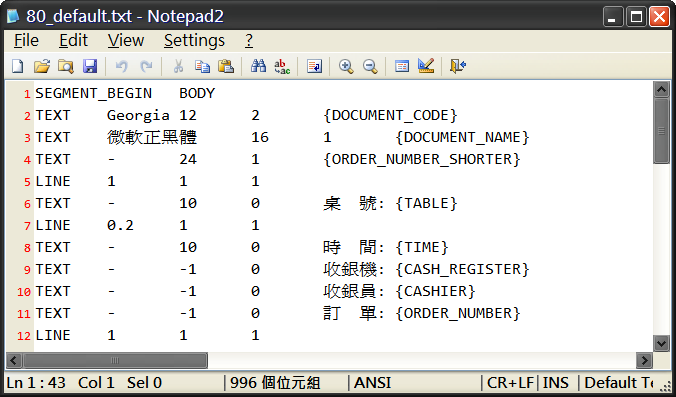 80_default.txt - Notepad2
File Edit View Settings ?
1 SEGMENT_BEGIN BODY
2 TEXT Georgia 12 2 {DOCUMENT_CODE}
3 TEXT 微軟正黑體 16 1 {DOCUMENT_NAME}
4 TEXT - 24 1 {ORDER_NUMBER_SHORTER}
5 LINE 1 1 1
6 TEXT - 10 0 桌 號: {TABLE}
7 LINE 0.2 1 1
8 TEXT - 10 0 時 間: {TIME}
9 TEXT - -1 0 收銀機: {CASH_REGISTER}
10 TEXT - -1 0 收銀員: {CASHIER}
11 TEXT - -1 0 訂 單: {ORDER_NUMBER}
12 LINE 1 1 1
Ln 1 : 43 Col 1 Sel 0 996 個位元組 ANSI CR+LF INS Default Te